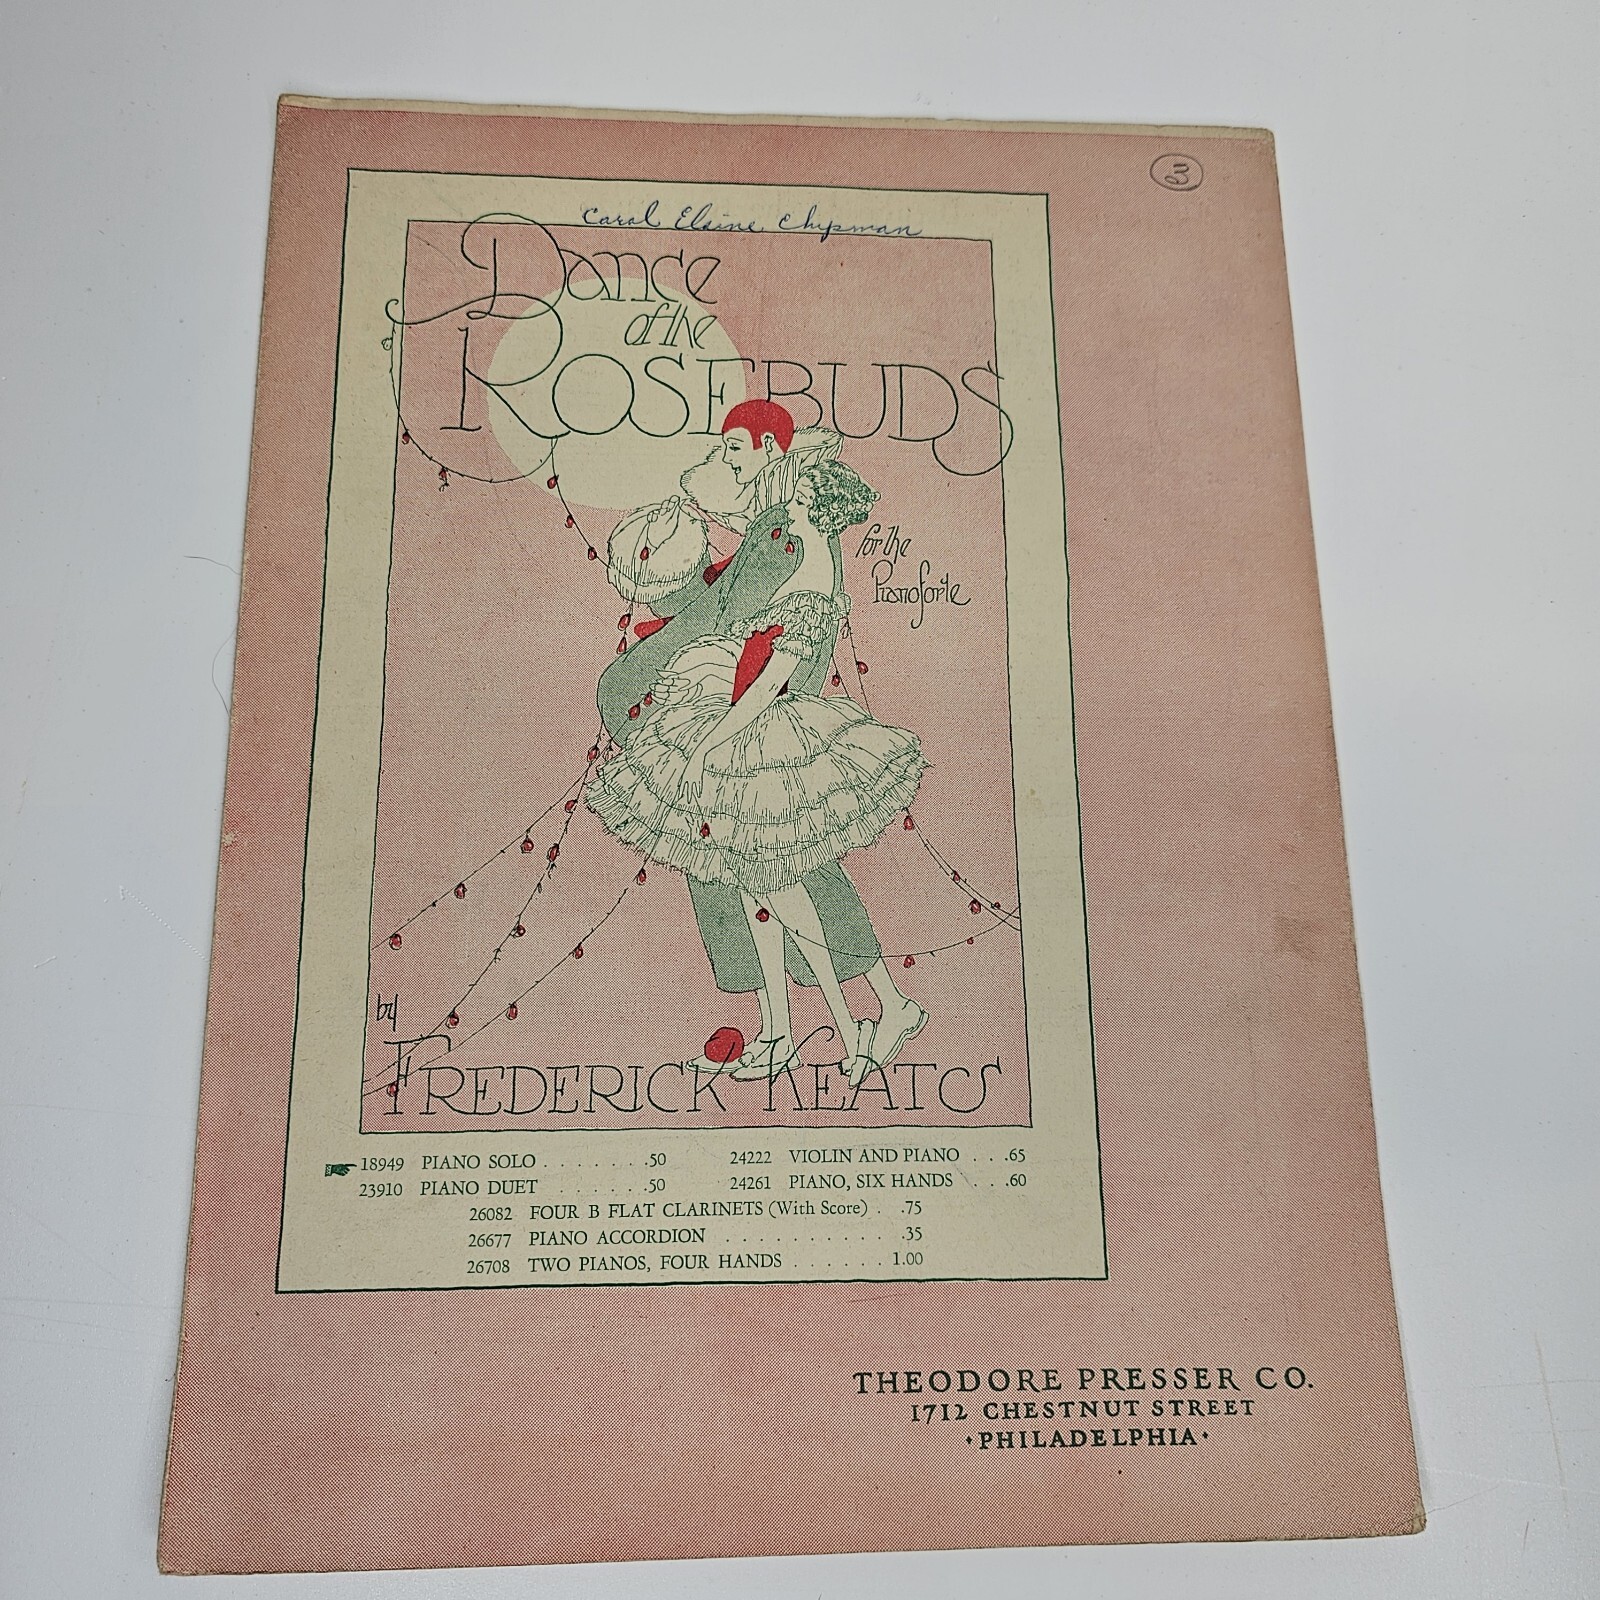 3
Carol Elaine Chipman
Dance
of the
ROSEBUDS
for the
Pianoforte
by
FREDERICK KEATS
18949 PIANO SOLO . . . . . . . .50 24222 VIOLIN AND PIANO . . .65
23910 PIANO DUET . . . . . . .50 24261 PIANO, SIX HANDS . . .60
26082 FOUR B FLAT CLARINETS (With Score) . .75
26677 PIANO ACCORDION . . . . . . . . . . .35
26708 TWO PIANOS, FOUR HANDS . . . . . . 1.00
THEODORE PRESSER CO.
1712 CHESTNUT STREET
•PHILADELPHIA•